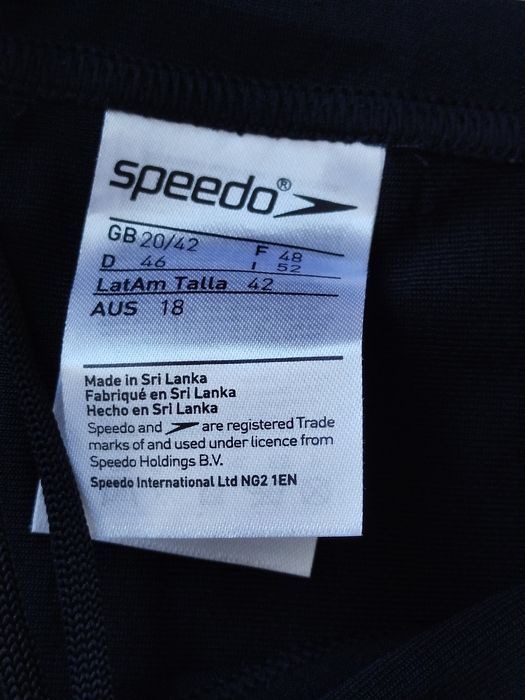 speedo®
GB 20/42 F 48
D 46 I 52
LatAm Talla 42
AUS 18
Made in Sri Lanka
Fabriqué en Sri Lanka
Hecho en Sri Lanka
Speedo and are registered Trade
marks of and used under licence from
Speedo Holdings B.V.
Speedo International Ltd NG2 1EN